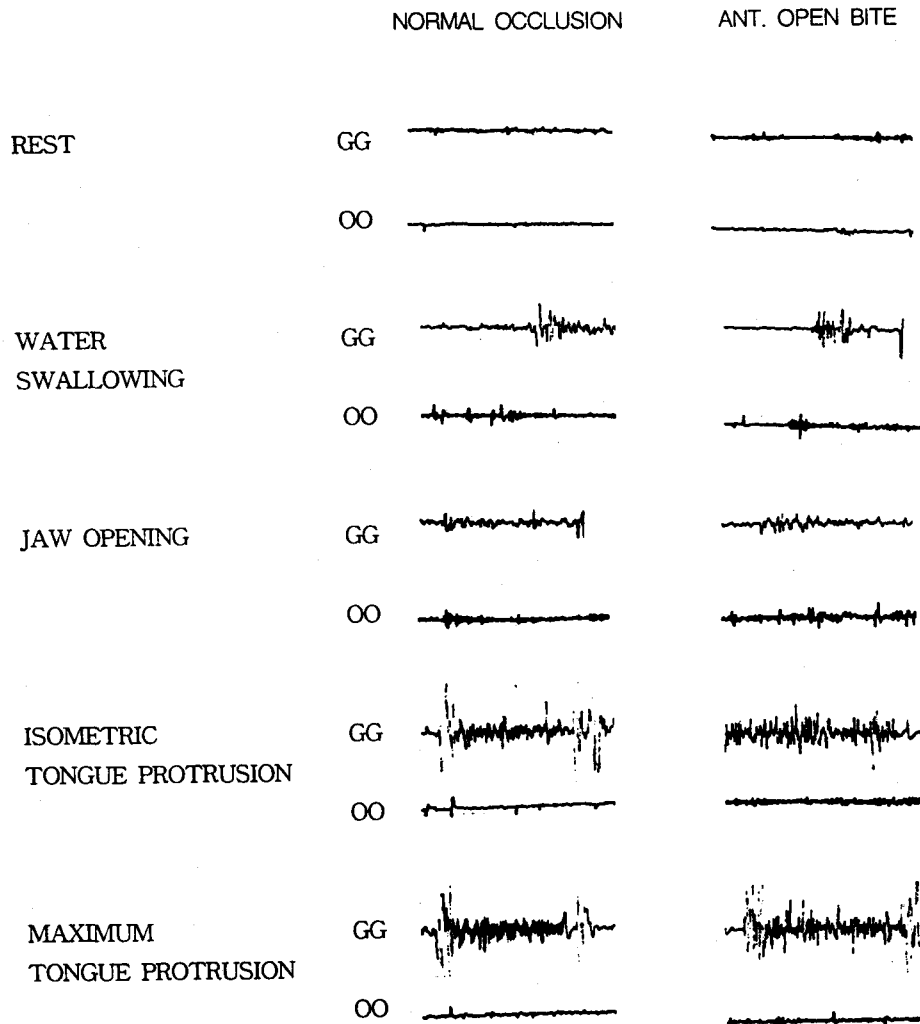 NORMAL OCCLUSION ANT. OPEN BITE
REST GG
OO
WATER GG
SWALLOWING
OO
JAW OPENING GG
OO
ISOMETRIC GG
TONGUE PROTRUSION
OO
MAXIMUM GG
TONGUE PROTRUSION
OO